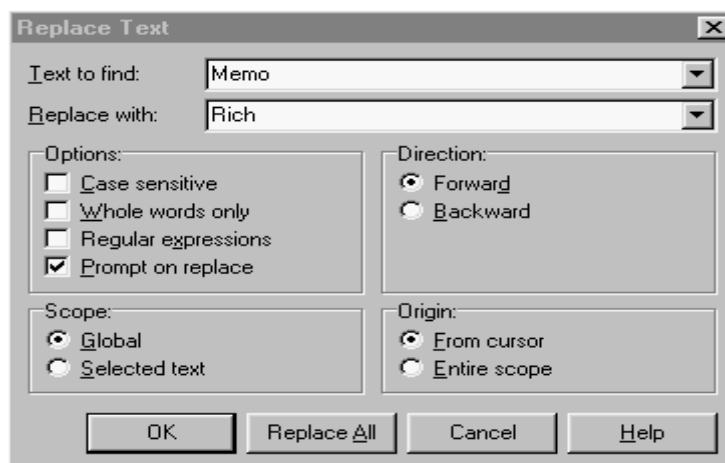 Replace Text
Text to find: Memo
Replace with: Rich
Options: Direction:
Case sensitive Forward
Whole words only Backward
Regular expressions
Prompt on replace
Scope: Origin:
Global From cursor
Selected text Entire scope
OK Replace All Cancel Help